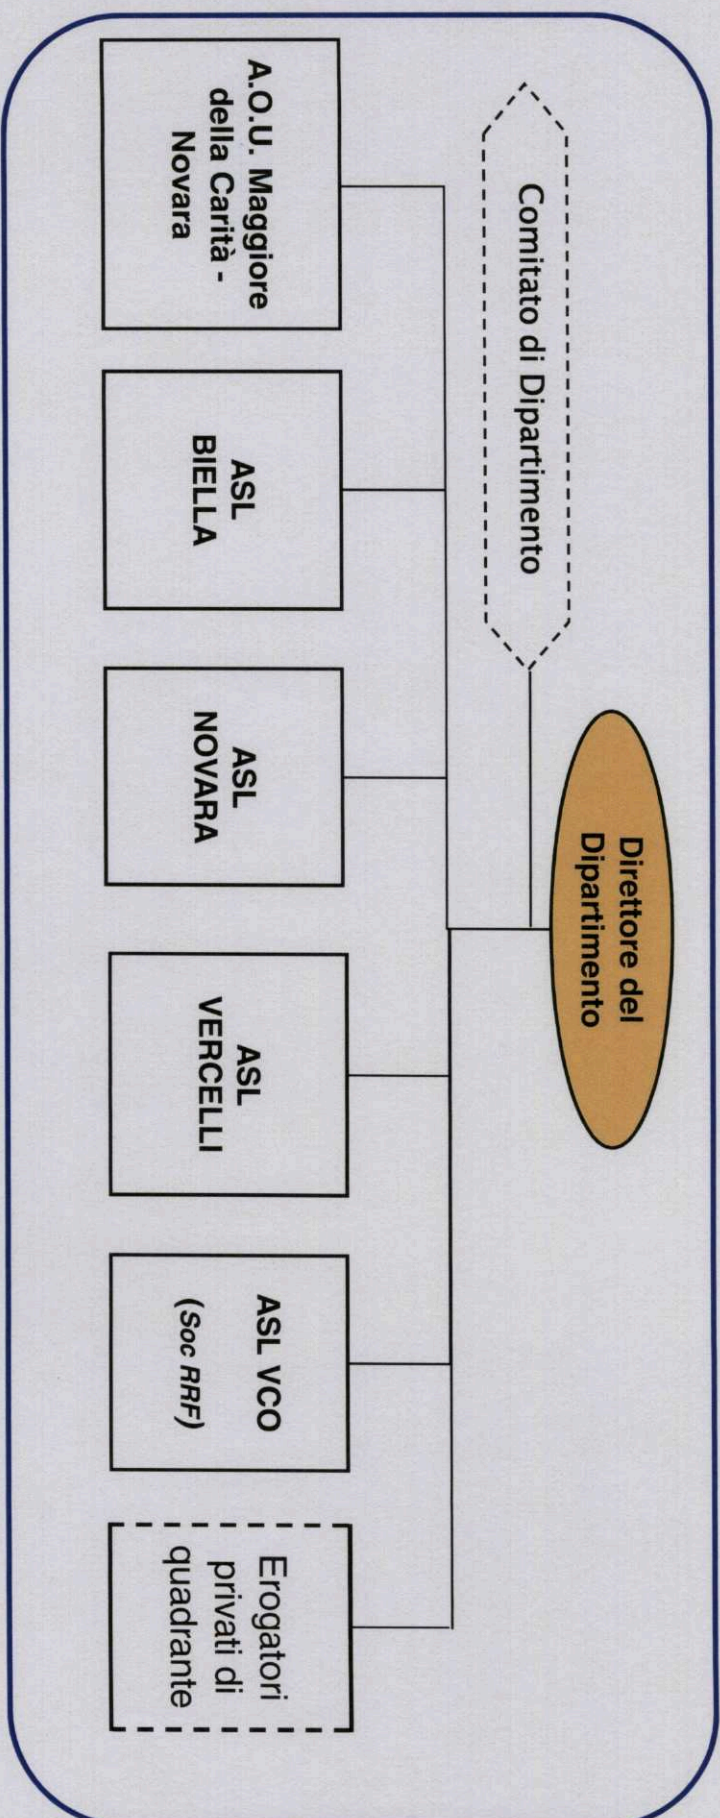 Direttore del
Dipartimento
Comitato di Dipartimento
A.O.U. Maggiore
della Carità -
Novara
ASL
BIELLA
ASL
NOVARA
ASL
VERCELLI
ASL VCO
(Soc RRF)
Erogatori
privati di
quadrante